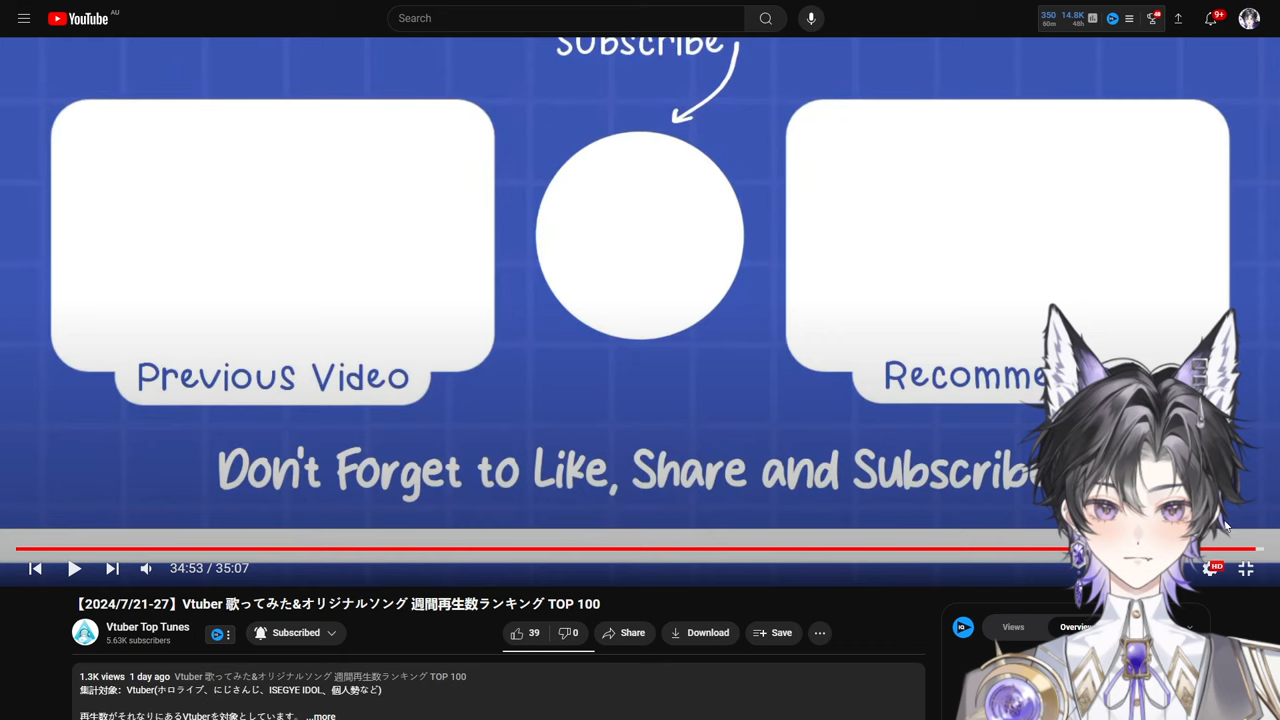 YouTube AU
Search
350 14.8K
60m 48h
48
9+
SUBSCRIBE
Previous Video
Recomme
Don't Forget to Like, Share and Subscribe
34:53 / 35:07
HD
【2024/7/21-27】Vtuber 歌ってみた&オリジナルソング 週間再生数ランキング TOP 100
Vtuber Top Tunes
5.63K subscribers
Subscribed
39
0
Share
Download
Save
iQ
Views
Overview
1.3K views 1 day ago Vtuber 歌ってみた&オリジナルソング 週間再生数ランキング TOP 100
集計対象：Vtuber(ホロライブ、にじさんじ、ISEGYE IDOL、個人勢など)
再生数がそれなりにあるVtuberを対象としています。 ...more